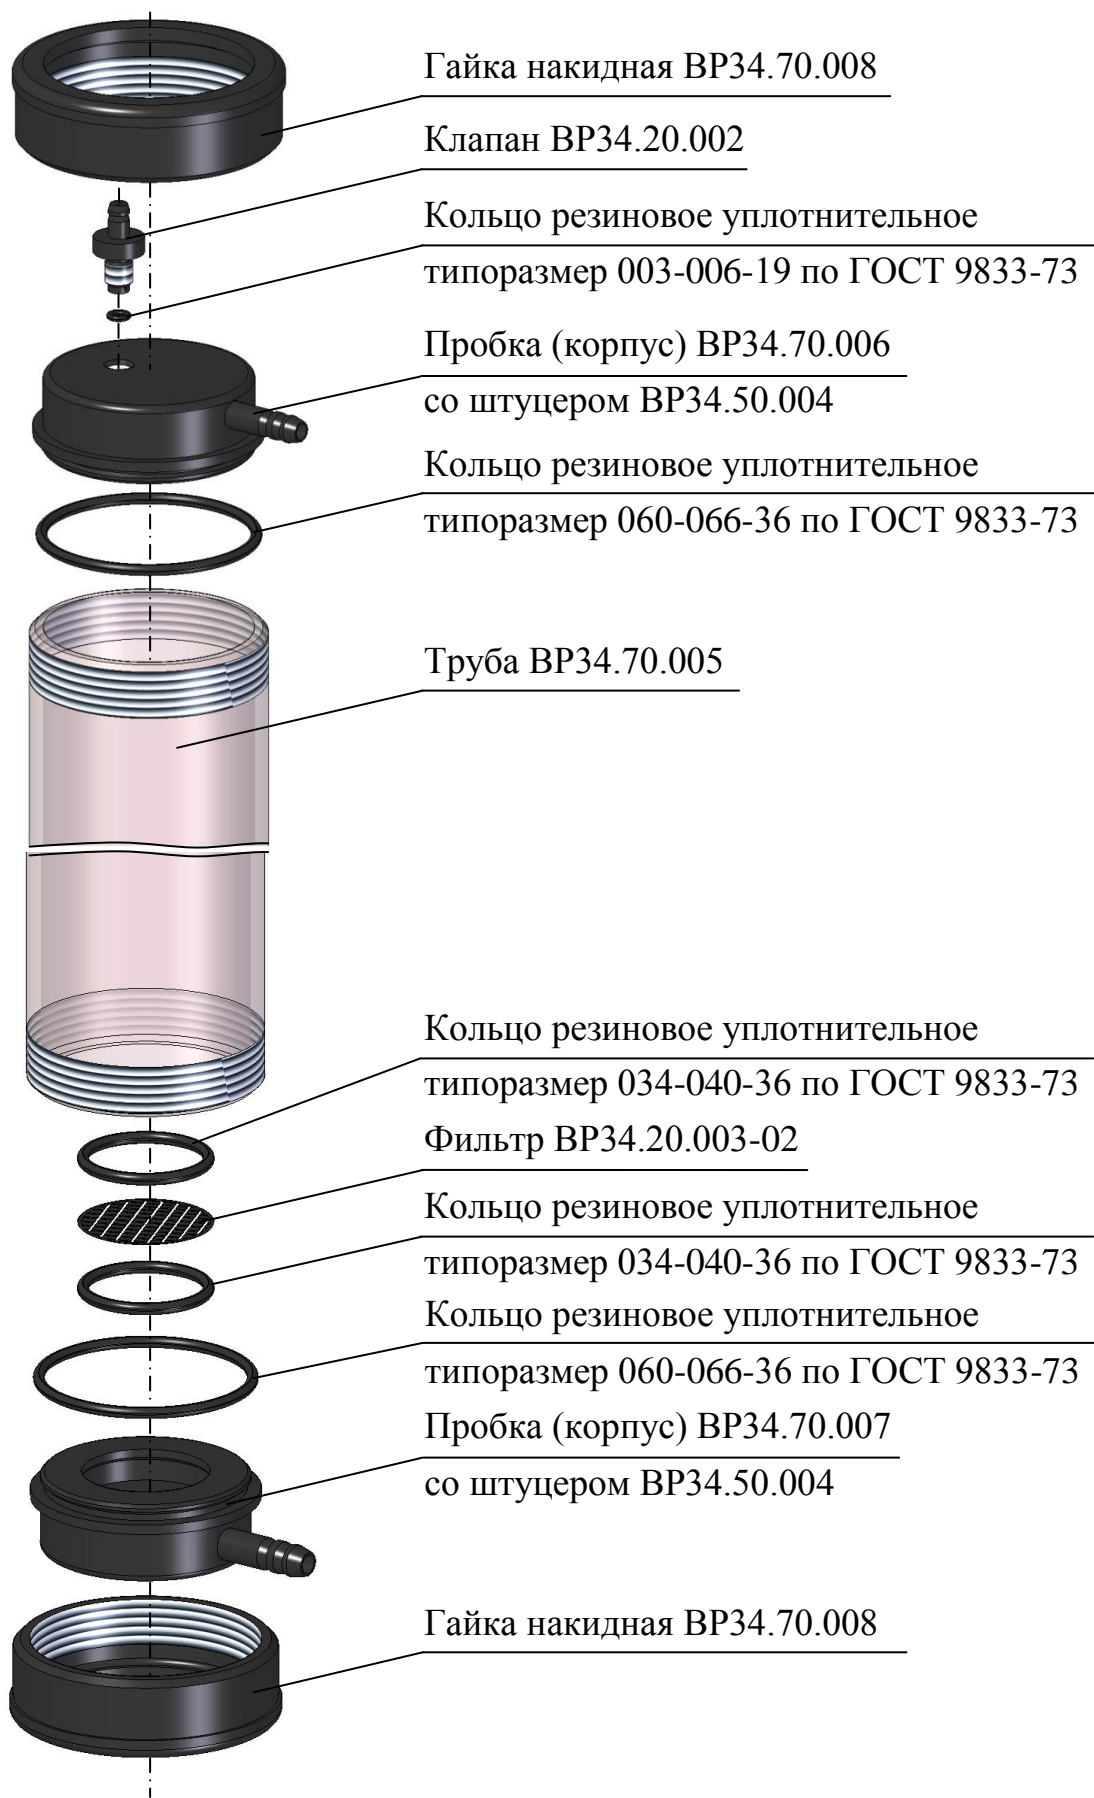 Гайка накидная ВР34.70.008
Клапан ВР34.20.002
Кольцо резиновое уплотнительное
типоразмер 003-006-19 по ГОСТ 9833-73
Пробка (корпус) ВР34.70.006
со штуцером ВР34.50.004
Кольцо резиновое уплотнительное
типоразмер 060-066-36 по ГОСТ 9833-73
Труба ВР34.70.005
Кольцо резиновое уплотнительное
типоразмер 034-040-36 по ГОСТ 9833-73
Фильтр ВР34.20.003-02
Кольцо резиновое уплотнительное
типоразмер 034-040-36 по ГОСТ 9833-73
Кольцо резиновое уплотнительное
типоразмер 060-066-36 по ГОСТ 9833-73
Пробка (корпус) ВР34.70.007
со штуцером ВР34.50.004
Гайка накидная ВР34.70.008